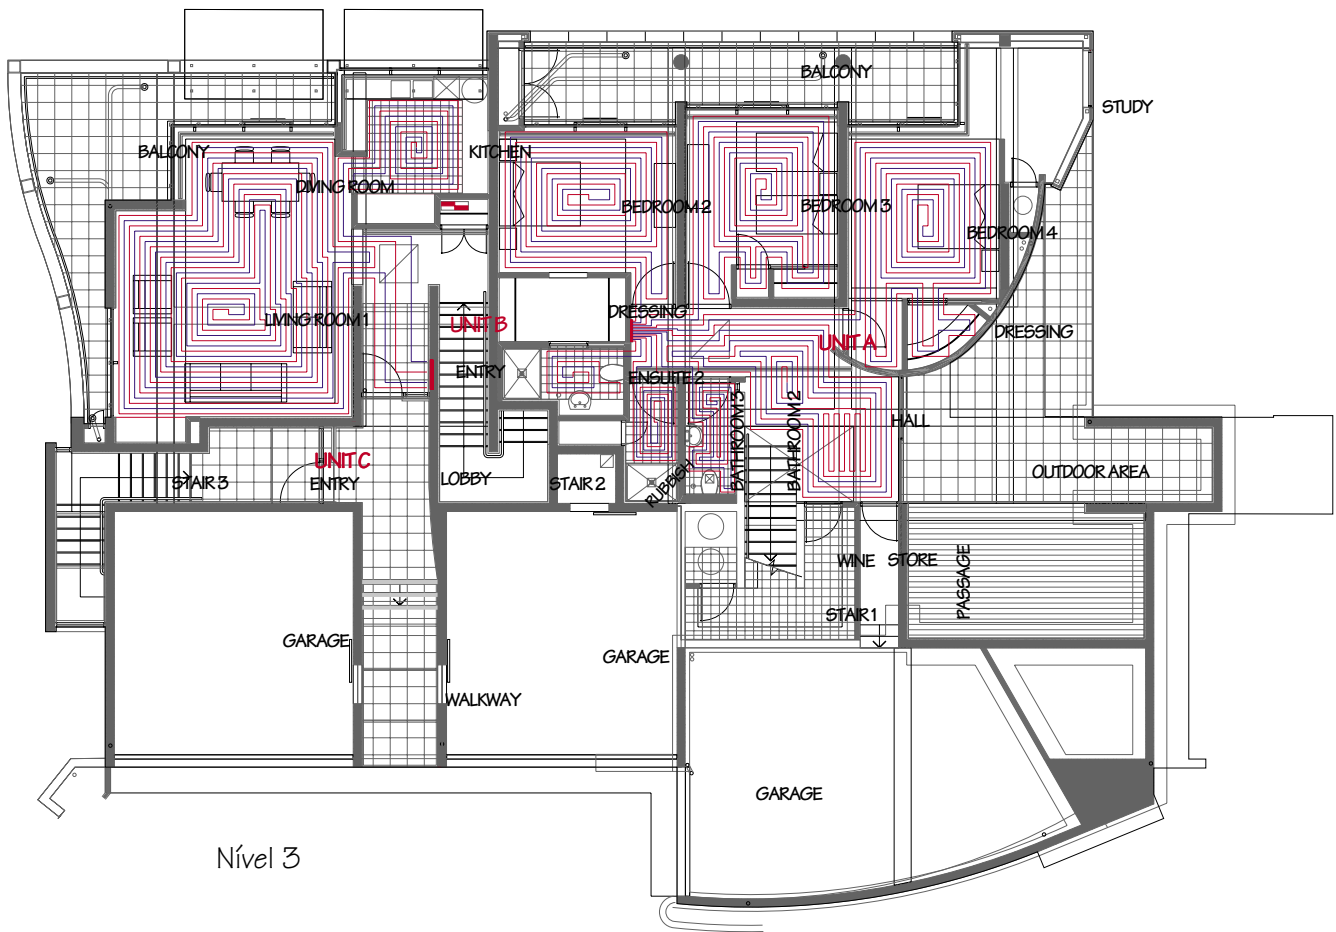 BALCONY
STUDY
BALCONY
KITCHEN
DIVING ROOM
BEDROOM 2
BEDROOM 3
BEDROOM 4
DRESSING
LIVING ROOM 1
UNIT B
UNIT A
DRESSING
ENTRY
ENSUITE 2
BATHROOM 3
BATHROOM 2
HALL
UNIT C
STAIR 3
ENTRY
LOBBY
STAIR 2
RUBBISH
OUTDOOR AREA
WINE STORE
PASSAGE
STAIR 1
GARAGE
GARAGE
WALKWAY
GARAGE
Nível 3